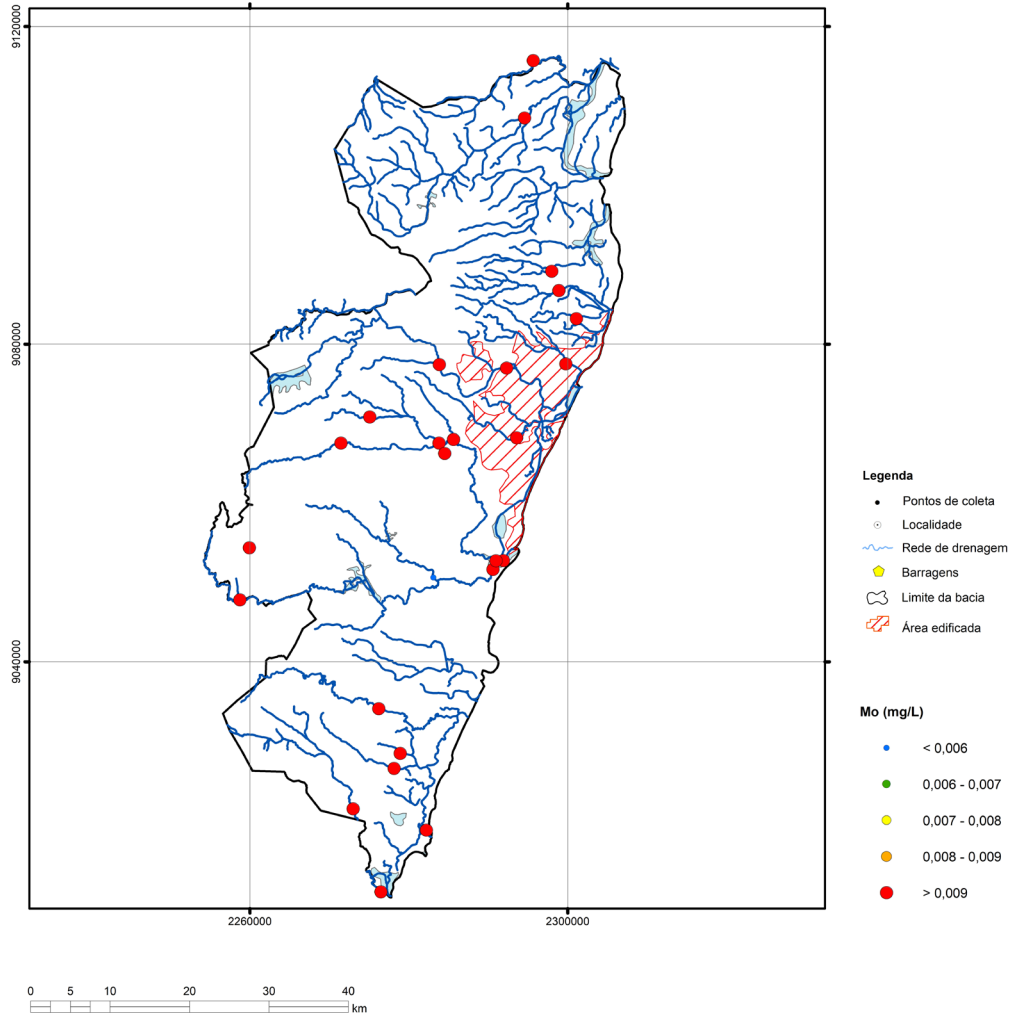 9120000
9080000
9040000
2260000
2300000
Legenda
Pontos de coleta
Localidade
Rede de drenagem
Barragens
Limite da bacia
Área edificada
Mo (mg/L)
< 0,006
0,006 - 0,007
0,007 - 0,008
0,008 - 0,009
> 0,009
0 5 10 20 30 40
km